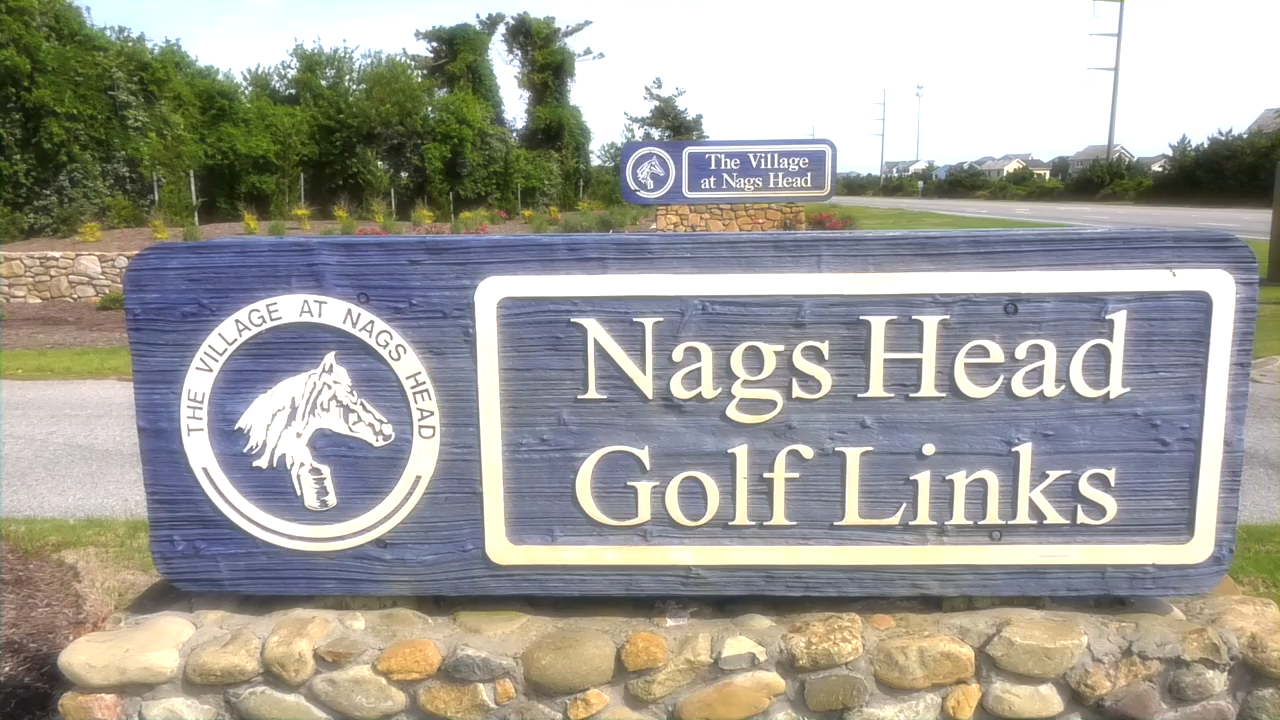 The Village
at Nags Head
THE VILLAGE AT NAGS HEAD
Nags Head
Golf Links